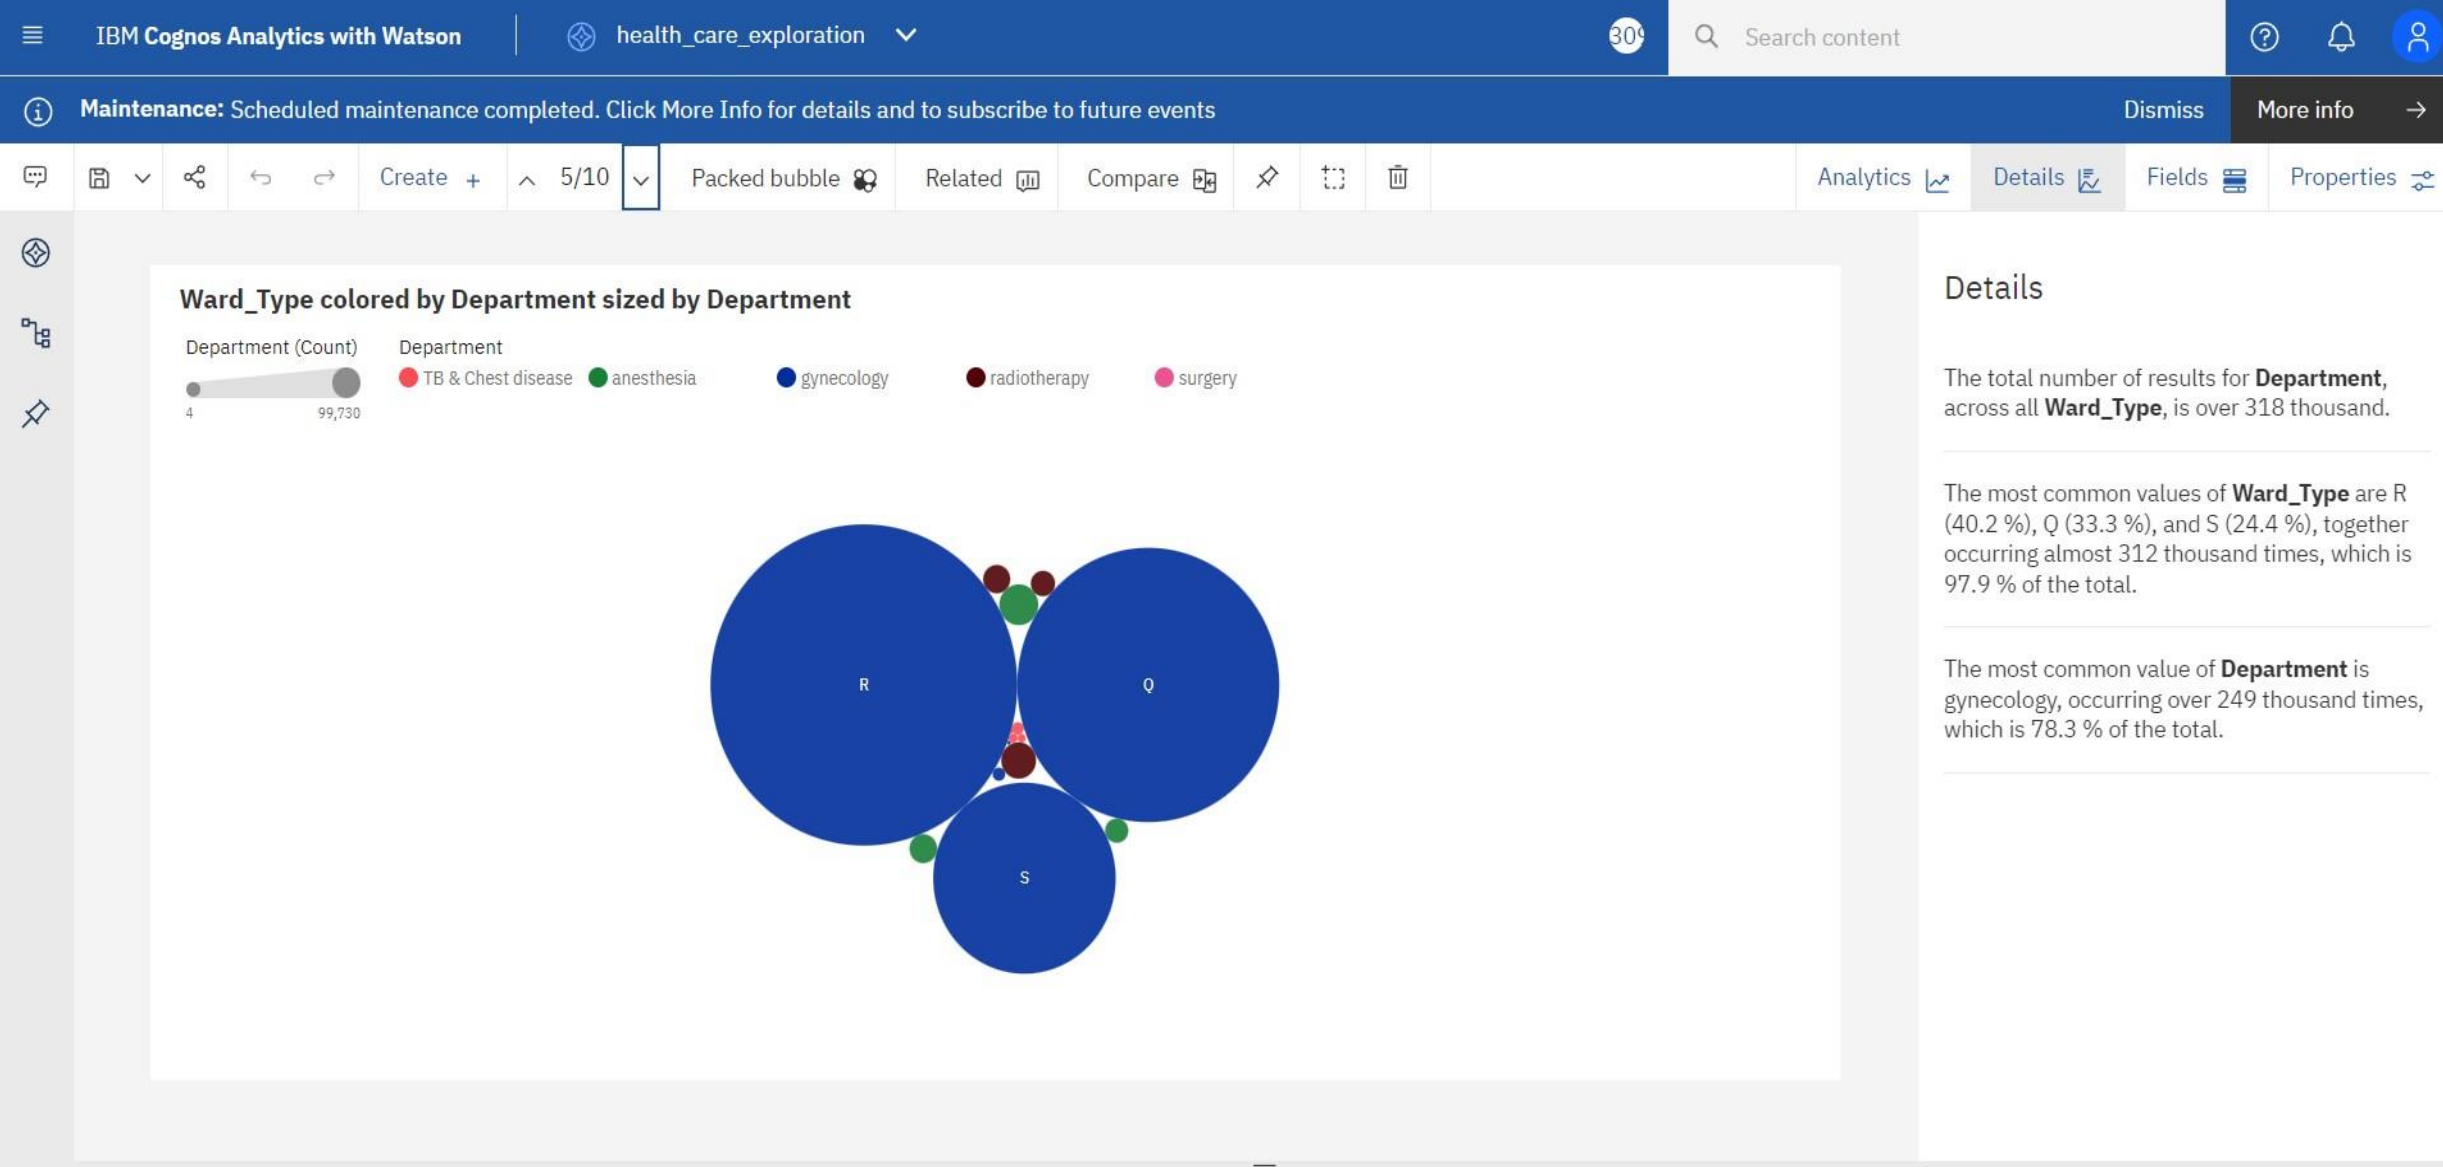 IBM Cognos Analytics with Watson
health_care_exploration
Search content
Maintenance: Scheduled maintenance completed. Click More Info for details and to subscribe to future events
Dismiss
More info
Create
5/10
Packed bubble
Related
Compare
Analytics
Details
Fields
Properties
Ward_Type colored by Department sized by Department
Department (Count)
4
99,730
Department
TB & Chest disease
anesthesia
gynecology
radiotherapy
surgery
R
Q
S
Details
The total number of results for Department,
across all Ward_Type, is over 318 thousand.
The most common values of Ward_Type are R
(40.2 %), Q (33.3 %), and S (24.4 %), together
occurring almost 312 thousand times, which is
97.9 % of the total.
The most common value of Department is
gynecology, occurring over 249 thousand times,
which is 78.3 % of the total.